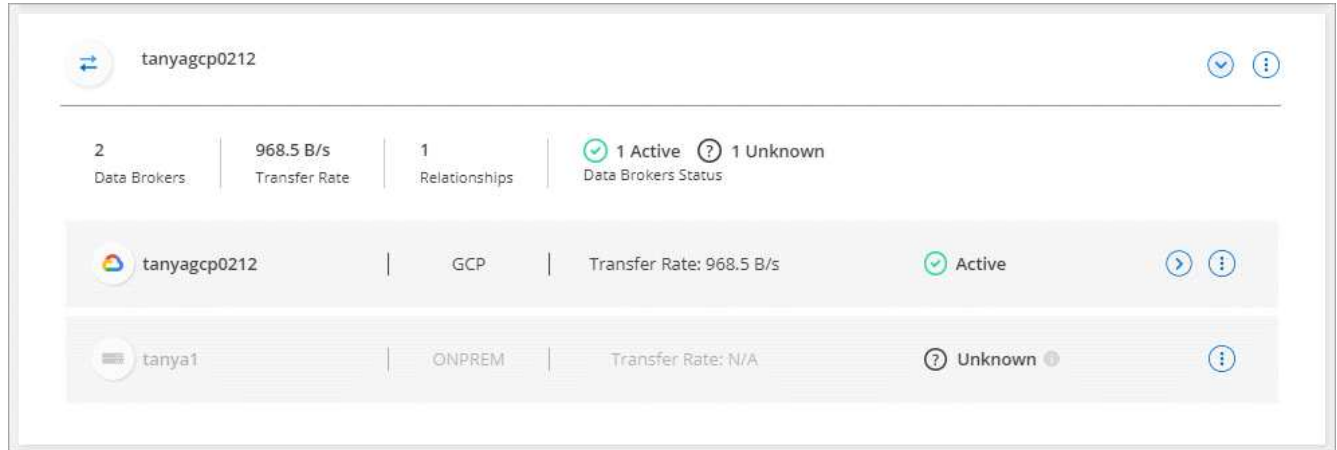 tanyagcp0212
2 968.5 B/s 1 1 Active 1 Unknown
Data Brokers Transfer Rate Relationships Data Brokers Status
tanyagcp0212 GCP Transfer Rate: 968.5 B/s Active
tanya1 ONPREM Transfer Rate: N/A Unknown